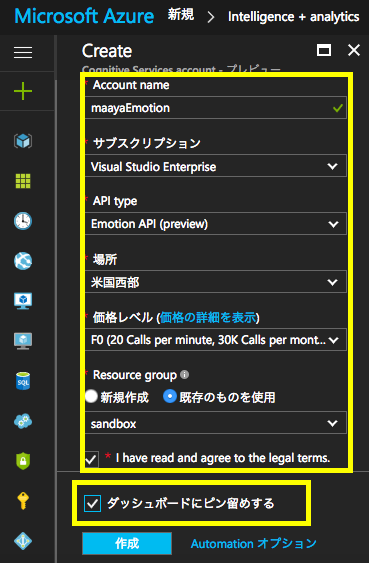 Microsoft Azure 新規 > Intelligence + analytics
Create
Cognitive Services account - プレビュー
* Account name
maayaEmotion
* サブスクリプション
Visual Studio Enterprise
* API type
Emotion API (preview)
* 場所
米国西部
* 価格レベル (価格の詳細を表示)
F0 (20 Calls per minute, 30K Calls per mont...
* Resource group
新規作成 既存のものを使用
sandbox
* I have read and agree to the legal terms.
ダッシュボードにピン留めする
作成 Automation オプション
SQL